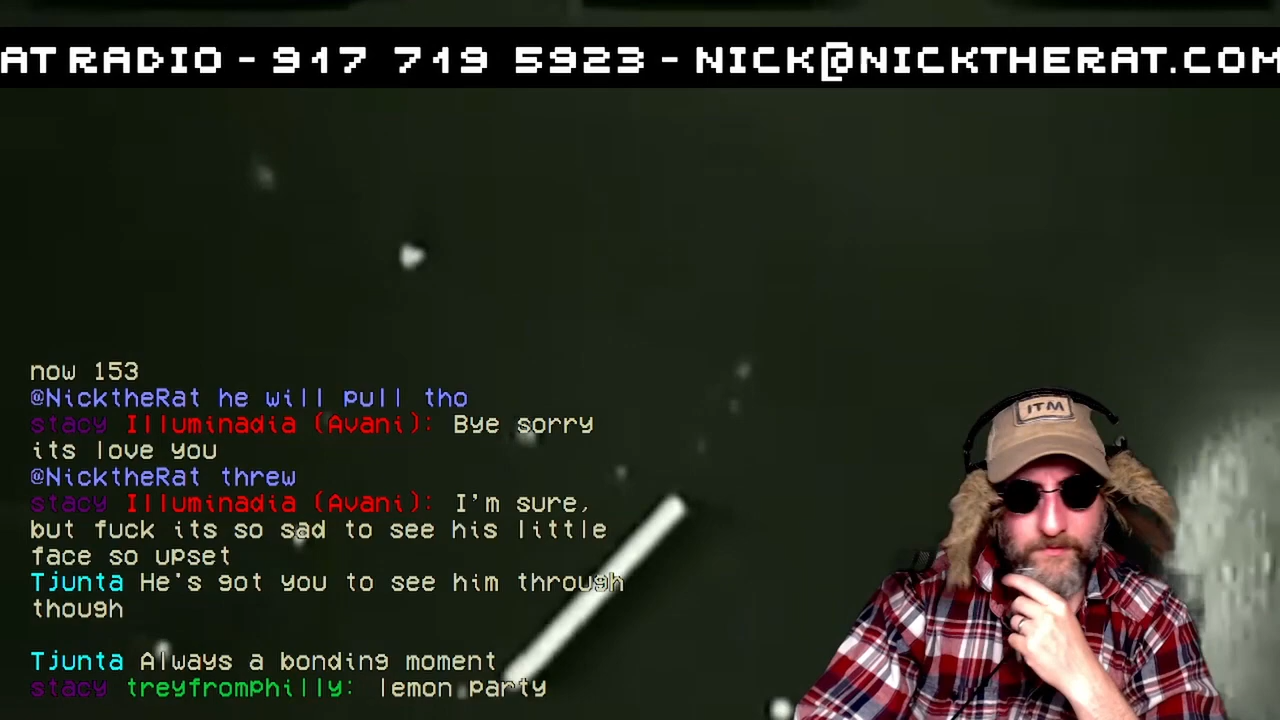 AT RADIO - 917 719 5923 - NICK@NICKTHERAT.COM
now 153
@NicktheRat he will pull tho
stacy Illuminadia (Avani): Bye sorry
its love you
@NicktheRat threw
stacy Illuminadia (Avani): I'm sure,
but fuck its so sad to see his little
face so upset
Tjunta He's got you to see him through
though
Tjunta Always a bonding moment
stacy treyfromphilly: lemon party
ITM